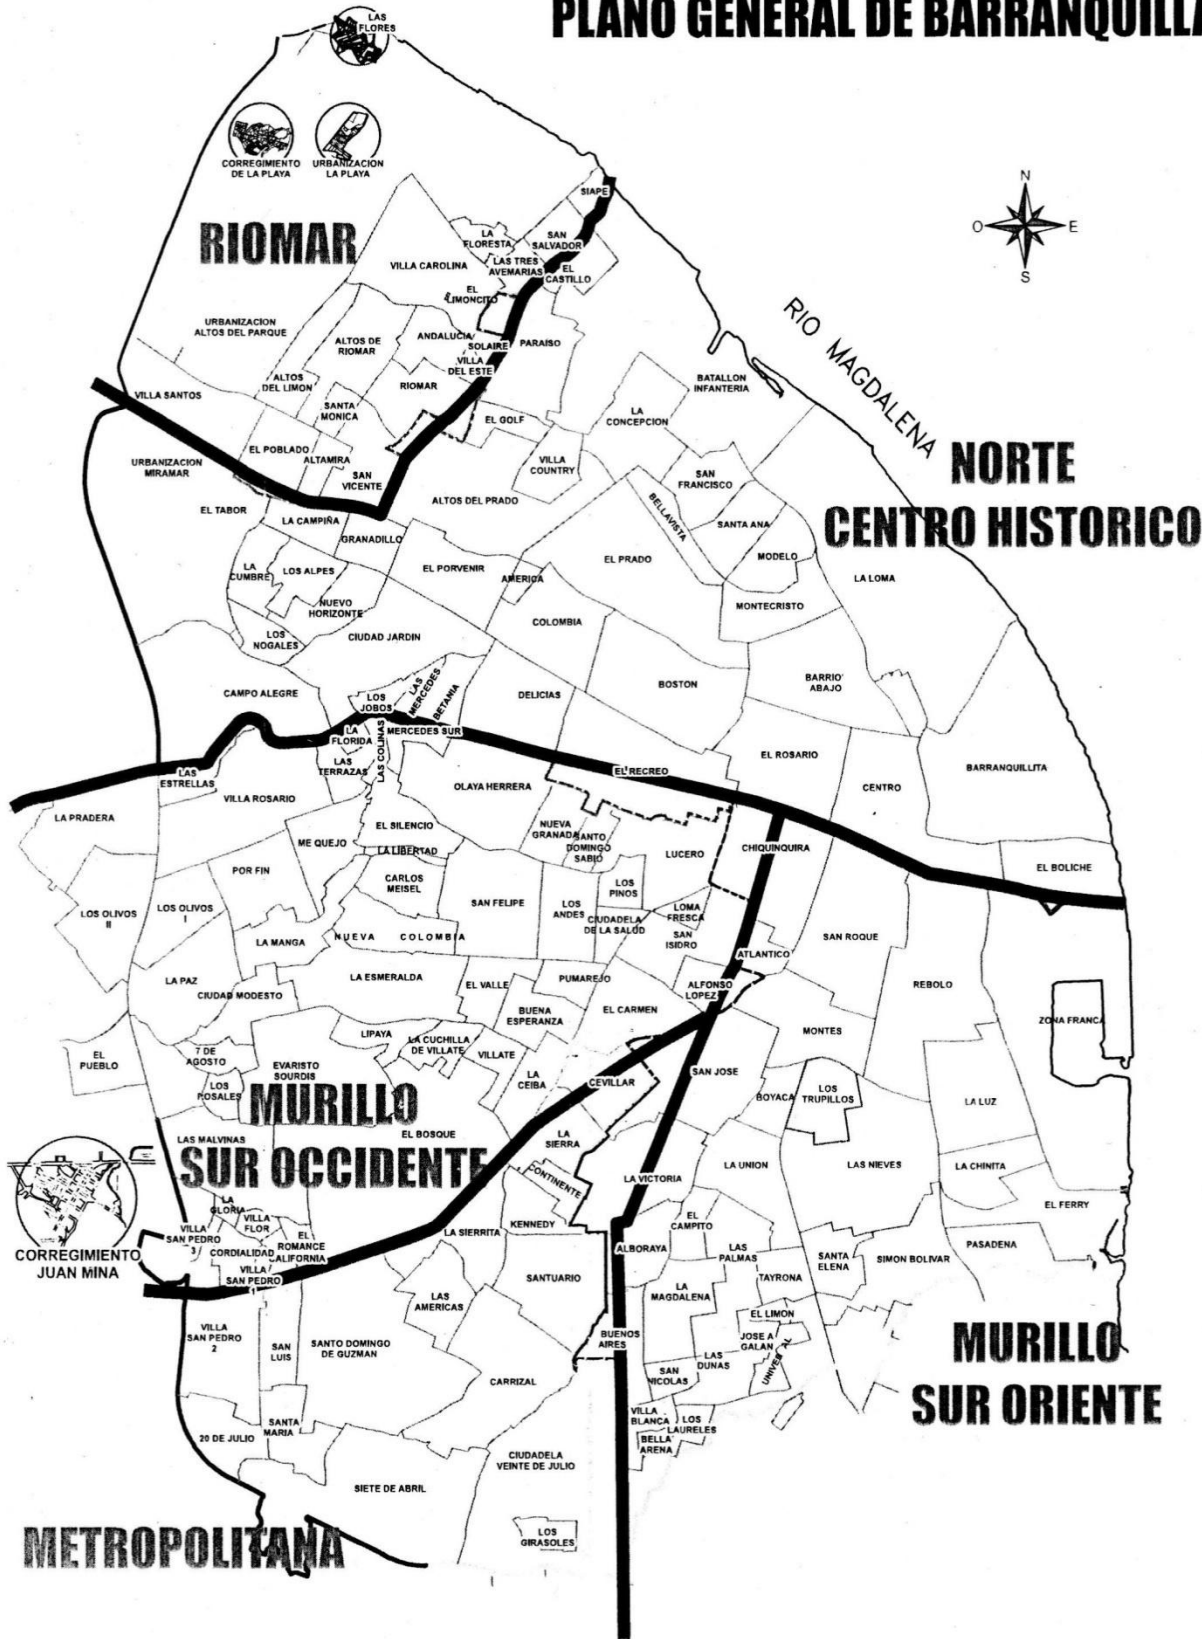 PLANO GENERAL DE BARRANQUILLA
LAS
FLORES
CORREGIMIENTO
DE LA PLAYA
URBANIZACION
LA PLAYA
N
O
E
S
RIOMAR
SIAPE
LA
FLORESTA
SAN
SALVADOR
LAS TRES
AVEMARIAS
EL
CASTILLO
VILLA CAROLINA
EL
LIMONCITO
RIO MAGDALENA
URBANIZACION
ALTOS DEL PARQUE
ALTOS DE
RIOMAR
ANDALUCIA
SOLAIRE
PARAISO
VILLA
DEL ESTE
ALTOS
DEL LIMON
RIOMAR
BATALLON
INFANTERIA
VILLA SANTOS
SANTA
MONICA
EL GOLF
LA
CONCEPCION
EL POBLADO
ALTAMIRA
URBANIZACION
MIRAMAR
SAN
VICENTE
VILLA
COUNTRY
SAN
FRANCISCO
NORTE
CENTRO HISTORICO
EL TABOR
LA CAMPIÑA
ALTOS DEL PRADO
BELLAVISTA
SANTA ANA
GRANADILLO
MODELO
LA
CUMBRE
LOS ALPES
EL PORVENIR
AMERICA
EL PRADO
LA LOMA
NUEVO
HORIZONTE
MONTECRISTO
LOS
NOGALES
CIUDAD JARDIN
COLOMBIA
CAMPO ALEGRE
LOS
JOBOS
LAS
MERCEDES
BETANIA
DELICIAS
BOSTON
BARRIO
ABAJO
LA
FLORIDA
MERCEDES SUR
LAS COLINAS
LAS
TERRAZAS
EL ROSARIO
LAS
ESTRELLAS
VILLA ROSARIO
OLAYA HERRERA
EL RECREO
CENTRO
BARRANQUILLITA
LA PRADERA
EL SILENCIO
NUEVA
GRANADA
SANTO
DOMINGO
SABIO
ME QUEJO
LA LIBERTAD
LUCERO
CHIQUINQUIRA
EL BOLICHE
POR FIN
CARLOS
MEISEL
LOS
PINOS
LOS OLIVOS
II
LOS OLIVOS
I
SAN FELIPE
LOS
ANDES
CIUDADELA
DE LA SALUD
LOMA
FRESCA
SAN
ISIDRO
SAN ROQUE
LA MANGA
NUEVA COLOMBIA
ATLANTICO
LA PAZ
CIUDAD MODESTO
LA ESMERALDA
EL VALLE
PUMAREJO
ALFONSO
LOPEZ
REBOLO
BUENA
ESPERANZA
EL CARMEN
ZONA FRANCA
LIPAYA
LA CUCHILLA
DE VILLATE
VILLATE
MONTES
EL
PUEBLO
7 DE
AGOSTO
EVARISTO
SOURDIS
LA
CEIBA
CEVILLAR
SAN JOSE
LOS
ROSALES
BOYACA
LOS
TRUPILLOS
LA LUZ
MURILLO
SUR OCCIDENTE
LAS MALVINAS
EL BOSQUE
LA
SIERRA
CONTINENTE
LA VICTORIA
LA UNION
LAS NIEVES
LA CHINITA
LA
GLORIA
VILLA
FLOR
EL FERRY
VILLA
SAN PEDRO
3
CORDIALIDAD
EL
ROMANCE
CALIFORNIA
LA SIERRITA
KENNEDY
EL
CAMPITO
CORREGIMIENTO
JUAN MINA
VILLA
SAN PEDRO
1
ALBORAYA
LAS
PALMAS
SANTA
ELENA
SIMON BOLIVAR
PASADENA
SANTUARIO
LAS
AMERICAS
LA
MAGDALENA
TAYRONA
EL LIMON
VILLA
SAN PEDRO
2
SAN
LUIS
SANTO DOMINGO
DE GUZMAN
BUENOS
AIRES
JOSE A
GALAN
UNIVERSAL
LAS
DUNAS
MURILLO
SUR ORIENTE
CARRIZAL
SAN
NICOLAS
20 DE JULIO
SANTA
MARIA
VILLA
BLANCA
LOS
LAURELES
BELLA
ARENA
CIUDADELA
VEINTE DE JULIO
SIETE DE ABRIL
METROPOLITANA
LOS
GIRASOLES